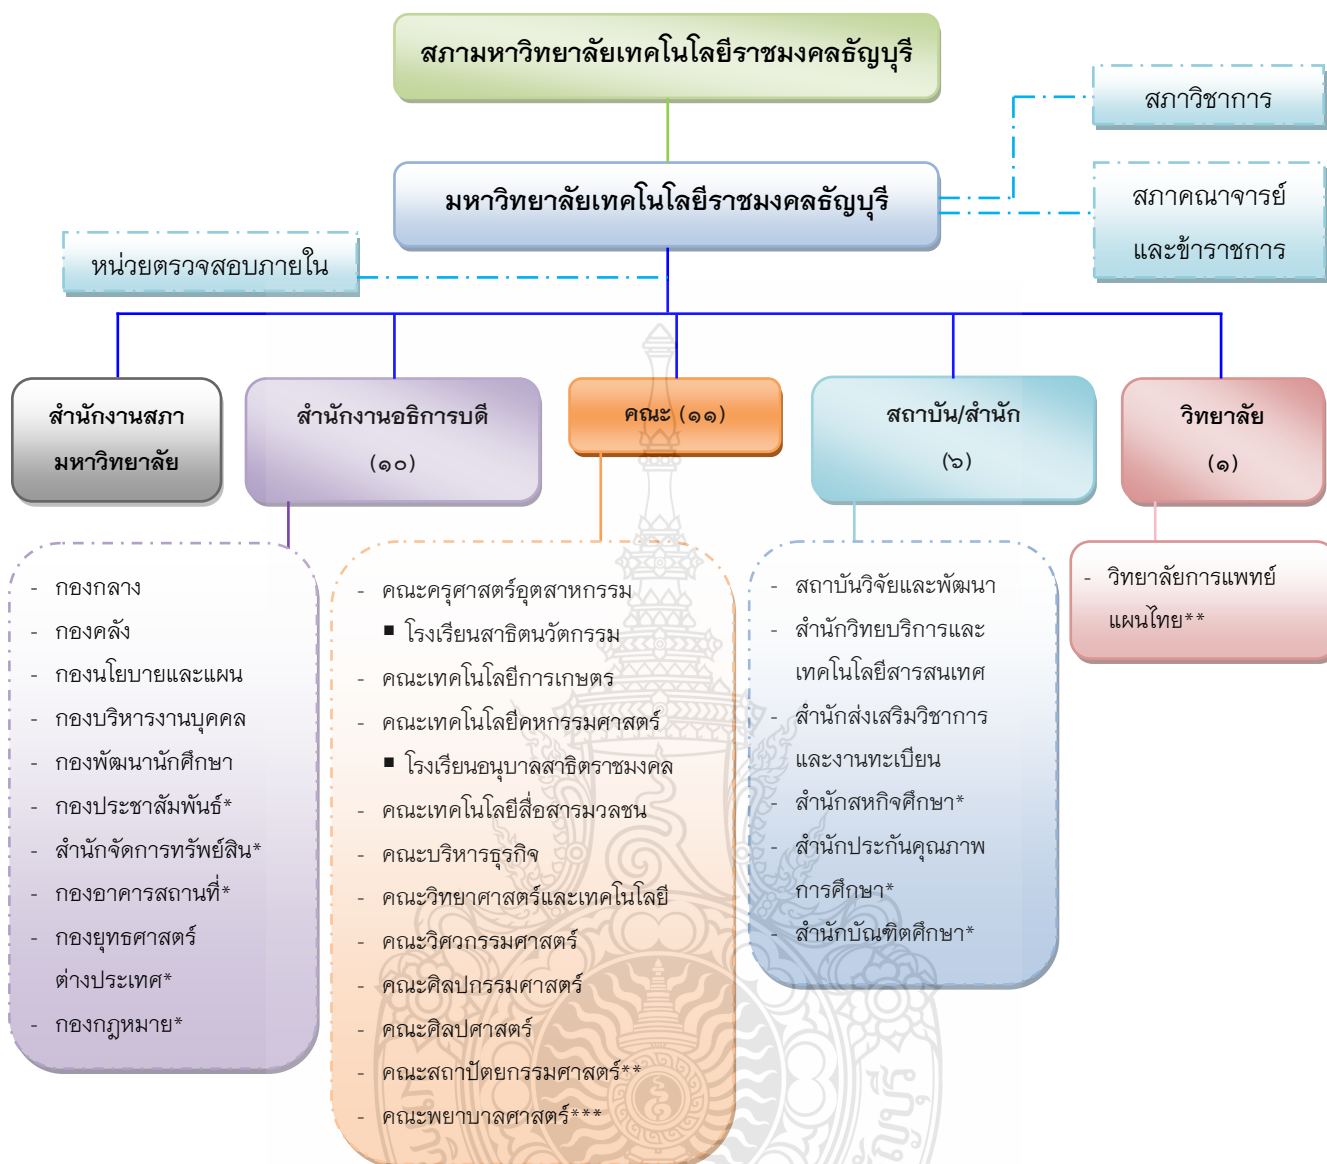 สภามหาวิทยาลัยเทคโนโลยีราชมงคลธัญบุรี
สภาวิชาการ
มหาวิทยาลัยเทคโนโลยีราชมงคลธัญบุรี
สภาคณาจารย์
และข้าราชการ
หน่วยตรวจสอบภายใน
สำนักงานสภา
มหาวิทยาลัย
สำนักงานอธิการบดี
(๑๐)
คณะ (๑๑)
สถาบัน/สำนัก
(๖)
วิทยาลัย
(๑)
- กองกลาง
- กองคลัง
- กองนโยบายและแผน
- กองบริหารงานบุคคล
- กองพัฒนานักศึกษา
- กองประชาสัมพันธ์*
- สำนักจัดการทรัพย์สิน*
- กองอาคารสถานที่*
- กองยุทธศาสตร์
ต่างประเทศ*
- กองกฎหมาย*
- คณะครุศาสตร์อุตสาหกรรม
▪ โรงเรียนสาธิตนวัตกรรม
- คณะเทคโนโลยีการเกษตร
- คณะเทคโนโลยีคหกรรมศาสตร์
▪ โรงเรียนอนุบาลสาธิตราชมงคล
- คณะเทคโนโลยีสื่อสารมวลชน
- คณะบริหารธุรกิจ
- คณะวิทยาศาสตร์และเทคโนโลยี
- คณะวิศวกรรมศาสตร์
- คณะศิลปกรรมศาสตร์
- คณะศิลปศาสตร์
- คณะสถาปัตยกรรมศาสตร์**
- คณะพยาบาลศาสตร์***
- สถาบันวิจัยและพัฒนา
- สำนักวิทยบริการและ
เทคโนโลยีสารสนเทศ
- สำนักส่งเสริมวิชาการ
และงานทะเบียน
- สำนักสหกิจศึกษา*
- สำนักประกันคุณภาพ
การศึกษา*
- สำนักบัณฑิตศึกษา*
- วิทยาลัยการแพทย์
แผนไทย**